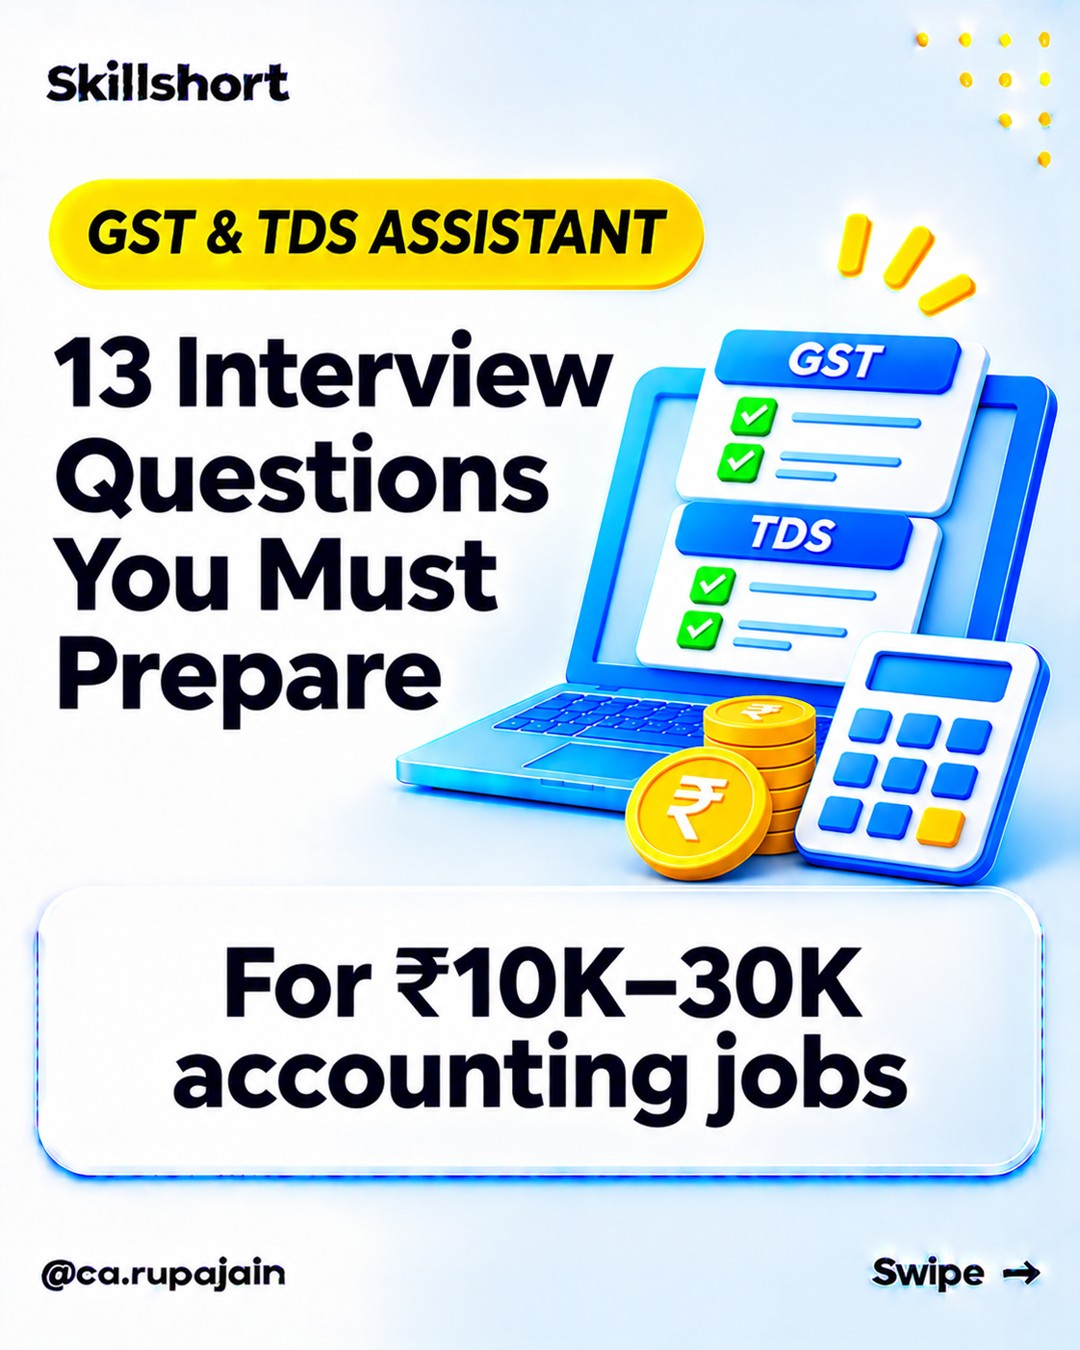 Skillshort
GST & TDS ASSISTANT
13 Interview
Questions
You Must
Prepare
GST
TDS
₹
₹
For ₹10K–30K
accounting jobs
@ca.rupajain
Swipe →